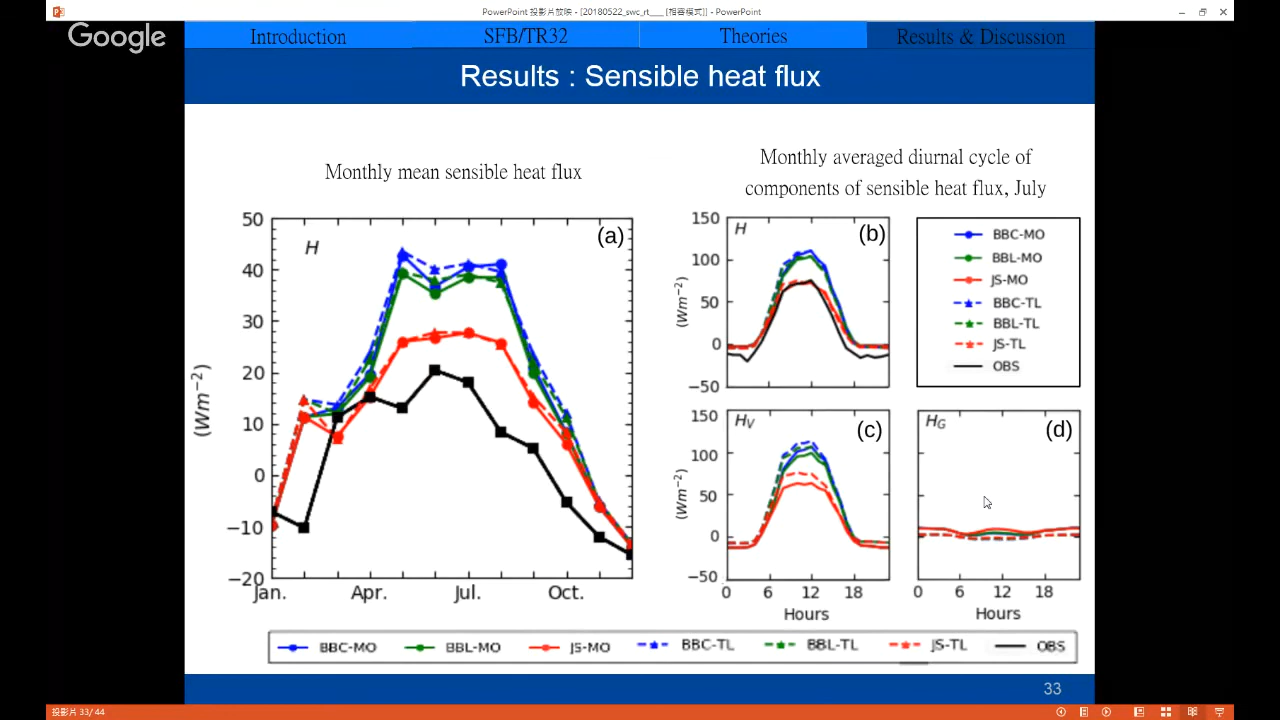 PowerPoint 投影片放映 - [20180522_swc_rt___ [相容模式]] - PowerPoint
Google
Introduction
SFB/TR32
Theories
Results & Discussion
Results : Sensible heat flux
Monthly mean sensible heat flux
Monthly averaged diurnal cycle of
components of sensible heat flux, July
50
40
30
20
10
0
−10
−20
(Wm⁻²)
H
(a)
Jan.
Apr.
Jul.
Oct.
150
100
50
0
−50
(Wm⁻²)
H
(b)
BBC-MO
BBL-MO
JS-MO
BBC-TL
BBL-TL
JS-TL
OBS
150
100
50
0
−50
(Wm⁻²)
H_V
(c)
0 6 12 18
Hours
H_G
(d)
0 6 12 18
Hours
BBC-MO
BBL-MO
JS-MO
BBC-TL
BBL-TL
JS-TL
OBS
33
投影片 33/ 44